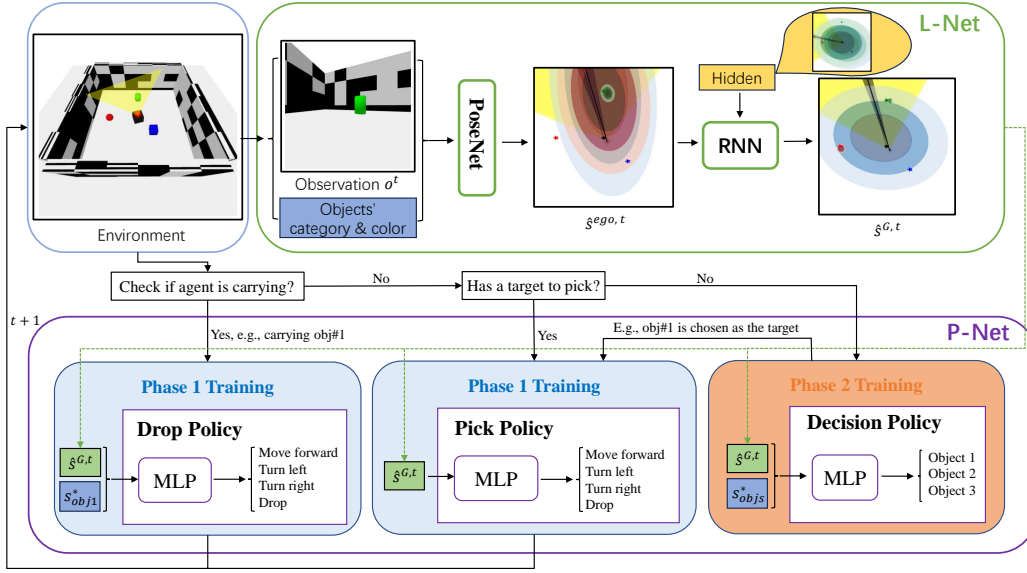 L-Net
Hidden
PoseNet
RNN
Observation o^t
Objects'
category & color
ŝ^{ego, t}
ŝ^{G, t}
Environment
Check if agent is carrying?
No
Has a target to pick?
No
t + 1
Yes, e.g., carrying obj#1
Yes
E.g., obj#1 is chosen as the target
P-Net
Phase 1 Training
Drop Policy
ŝ^{G,t}
s^*_{obj1}
MLP
Move forward
Turn left
Turn right
Drop
Phase 1 Training
Pick Policy
ŝ^{G,t}
MLP
Move forward
Turn left
Turn right
Drop
Phase 2 Training
Decision Policy
ŝ^{G,t}
s^*_{objs}
MLP
Object 1
Object 2
Object 3